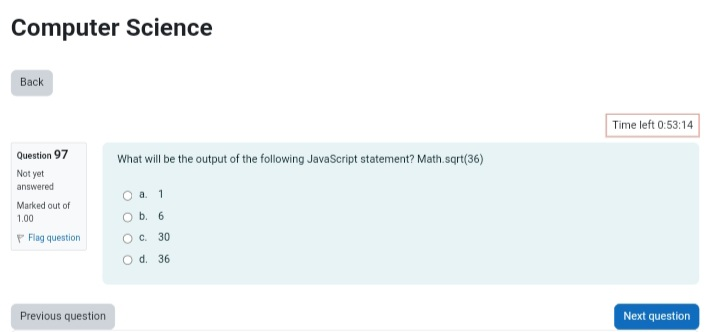 Computer Science
Back
Time left 0:53:14
Question 97
Not yet
answered
Marked out of
1.00
Flag question
What will be the output of the following JavaScript statement? Math.sqrt(36)
a. 1
b. 6
c. 30
d. 36
Previous question
Next question